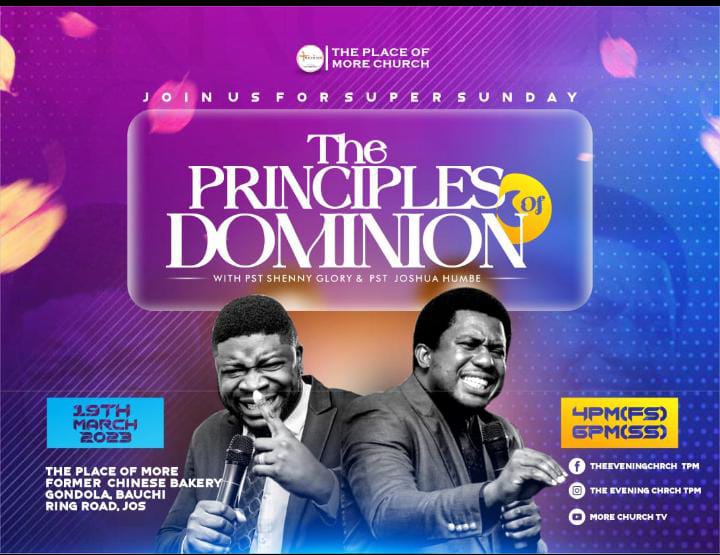 THE PLACE OF
MORE CHURCH
JOIN US FOR SUPER SUNDAY
The
PRINCIPLES
Of
DOMINION
WITH PST SHENNY GLORY & PST JOSHUA HUMBE
19TH
MARCH
2023
4PM(FS)
6PM(SS)
THE PLACE OF MORE
FORMER CHINESE BAKERY
GONDOLA, BAUCHI
RING ROAD, JOS
THEEVENINGCHRCH TPM
THE EVENING CHRCH TPM
MORE CHURCH TV